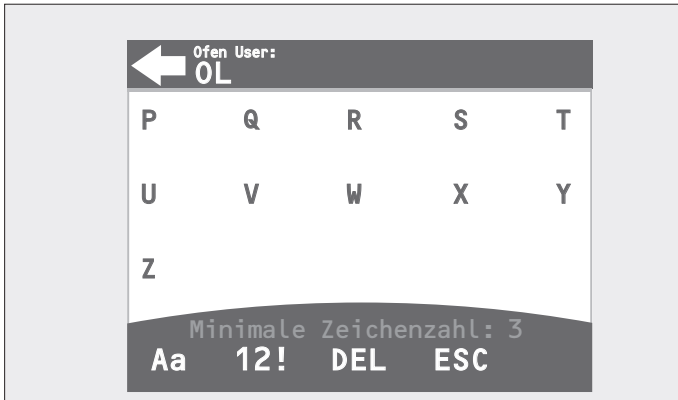 Ofen User:
OL
P Q R S T
U V W X Y
Z
Minimale Zeichenzahl: 3
Aa 12! DEL ESC